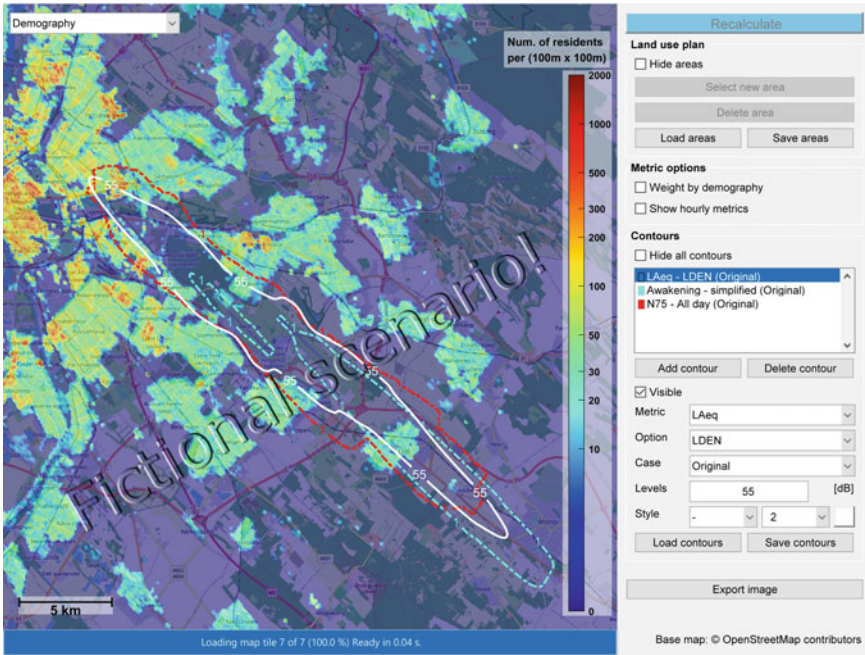 Demography
Num. of residents
per (100m x 100m)
2000
1000
500
300
200
100
50
30
20
10
0
55
55
55
55
55
55
55
1
1
1
Fictional scenario!
5 km
Loading map tile 7 of 7 (100.0 %) Ready in 0.04 s.
Recalculate
Land use plan
Hide areas
Select new area
Delete area
Load areas
Save areas
Metric options
Weight by demography
Show hourly metrics
Contours
Hide all contours
LAeq - LDEN (Original)
Awakening - simplified (Original)
N75 - All day (Original)
Add contour
Delete contour
Visible
Metric
LAeq
Option
LDEN
Case
Original
Levels
55
[dB]
Style
-
2
Load contours
Save contours
Export image
Base map: © OpenStreetMap contributors